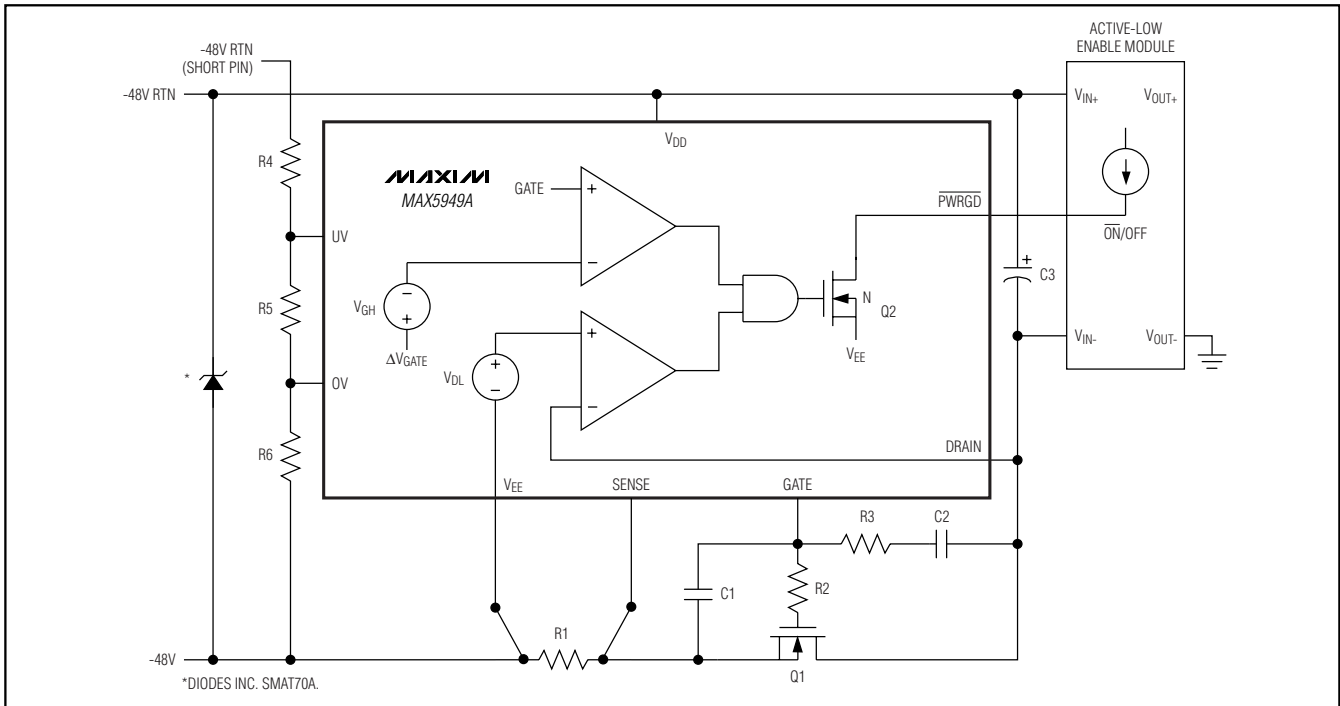 ACTIVE-LOW
ENABLE MODULE
-48V RTN
(SHORT PIN)
-48V RTN
VIN+
VOUT+
VDD
R4
MAXIM
MAX5949A
GATE
+
−
PWRGD
ON/OFF
UV
R5
VGH
−
+
ΔVGATE
N
Q2
VEE
+
C3
VIN-
VOUT-
*
OV
VDL
+
−
+
−
R6
DRAIN
VEE
SENSE
GATE
R3
C2
C1
R2
R1
-48V
Q1
*DIODES INC. SMAT70A.